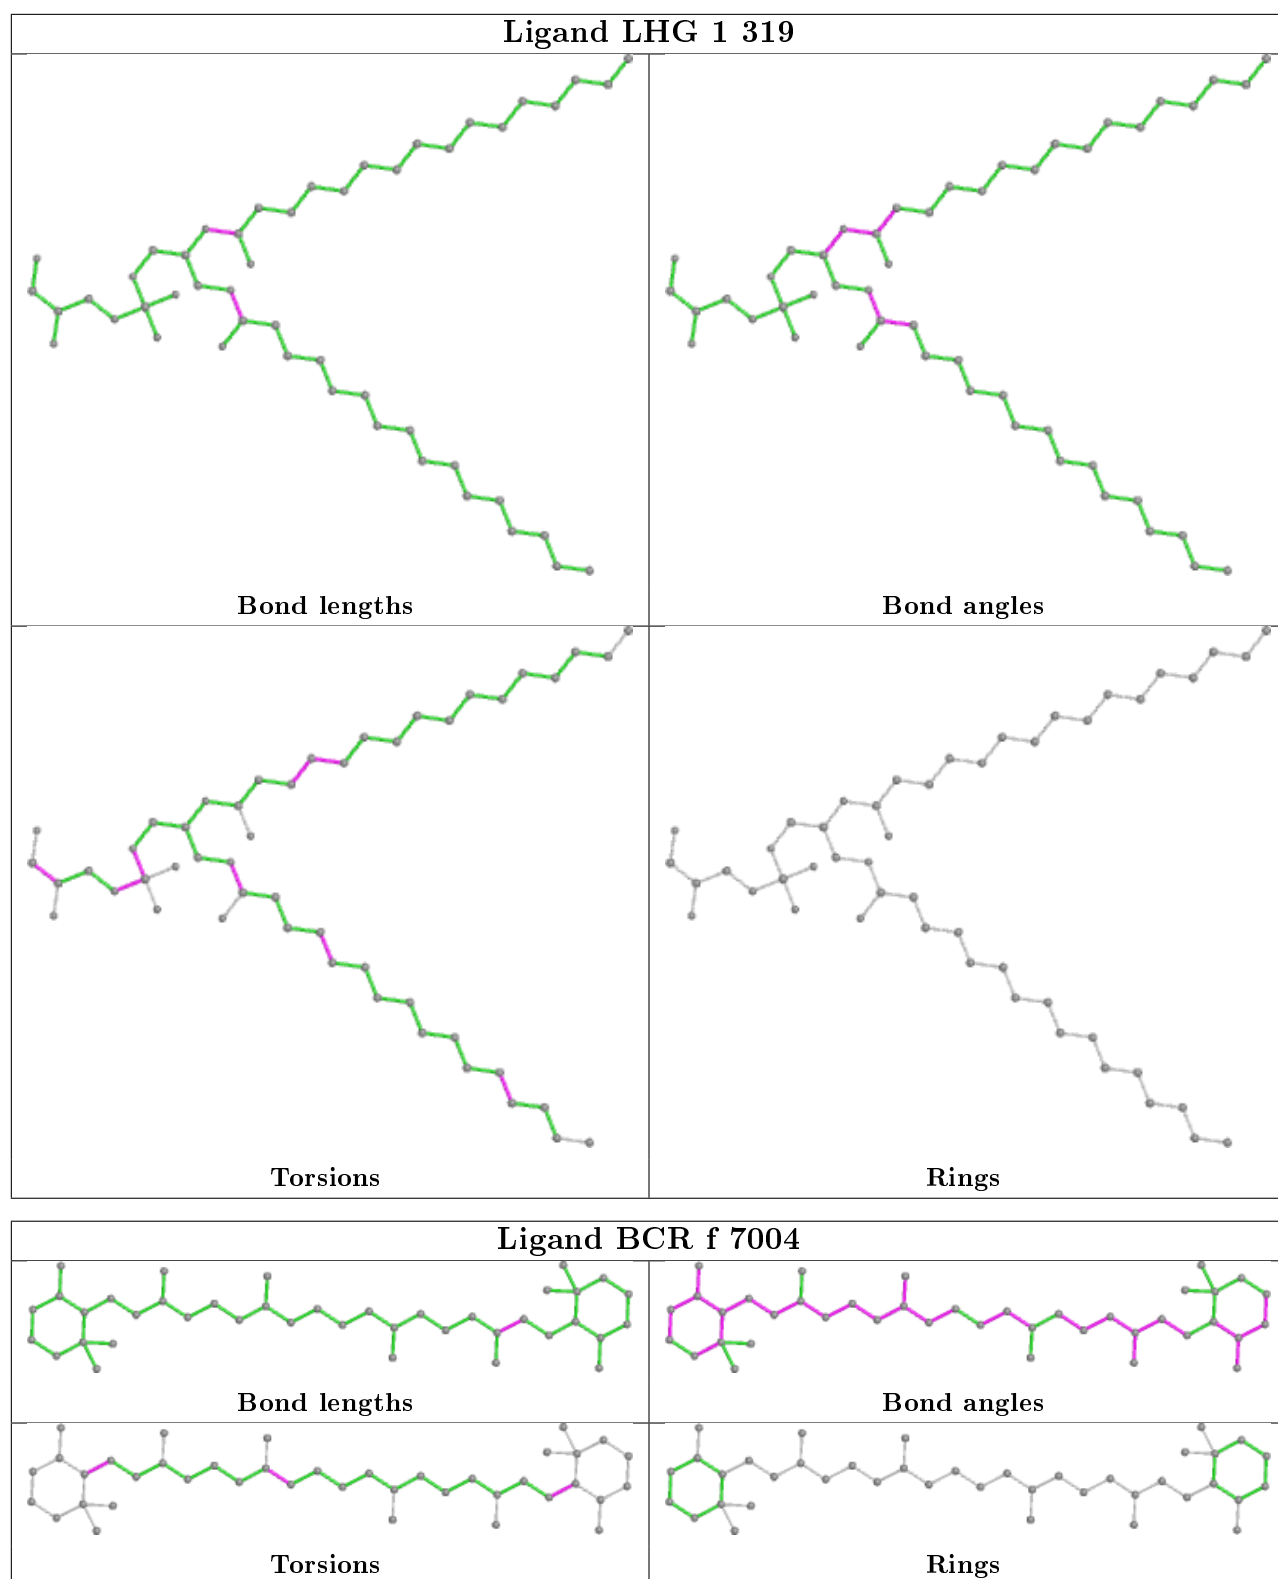 Ligand LHG 1 319
Bond lengths
Bond angles
Torsions
Rings
Ligand BCR f 7004
Bond lengths
Bond angles
Torsions
Rings